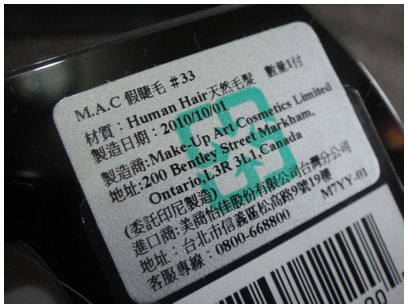 M.A.C 假睫毛 #33
材質：Human Hair天然毛髮 數量1付
製造日期：2010/10/01
製造商:Make-Up Art Cosmetics Limited
地址:200 Bentley Street Markham,
Ontario,L3R 3L1 Canada
(委託印尼製造)
進口商:美商怡佳股份有限公司台灣分公司
地址：台北市信義區松高路9號19樓
客服專線：0800-668800 M7YY-01